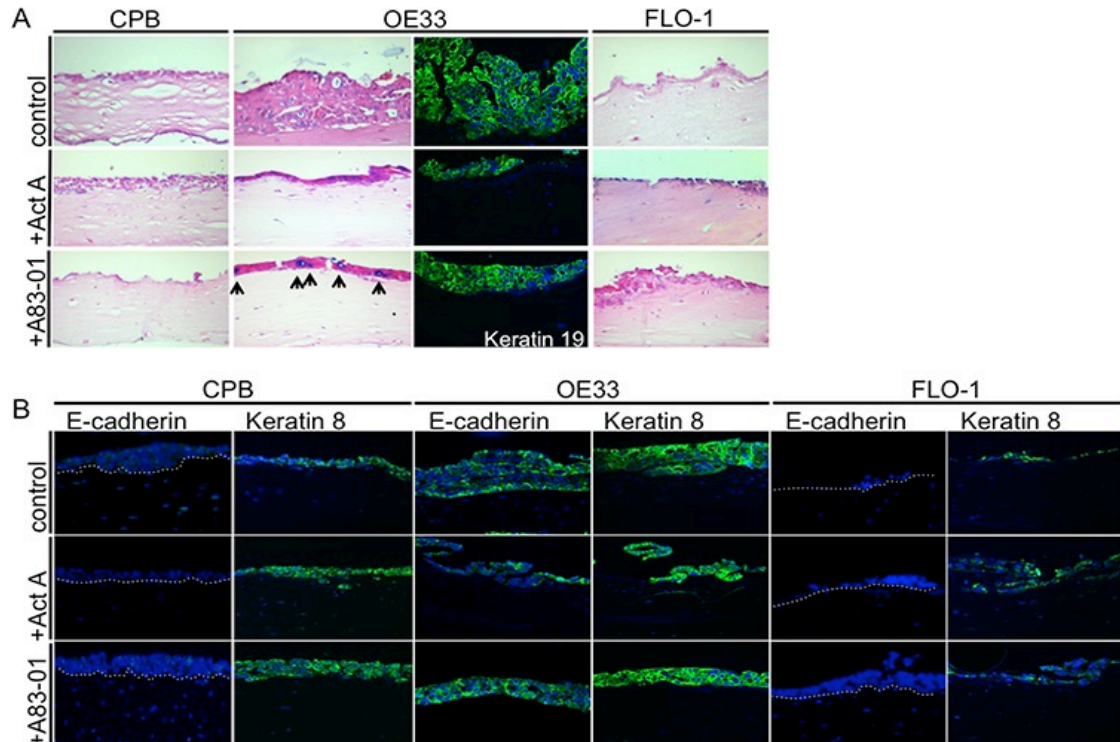 A
CPB OE33 FLO-1
control
+Act A
+A83-01
Keratin 19
B
CPB OE33 FLO-1
E-cadherin Keratin 8 E-cadherin Keratin 8 E-cadherin Keratin 8
control
+Act A
+A83-01